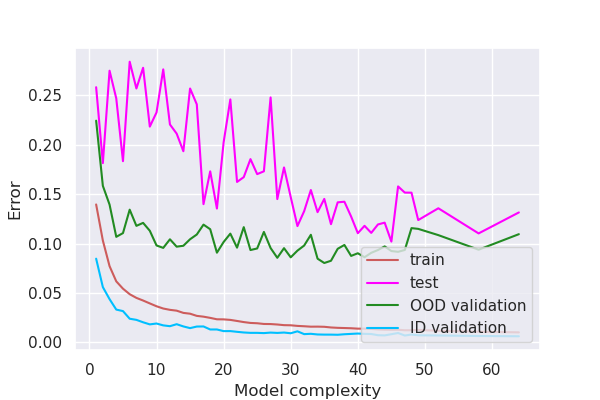 0.25
0.20
0.15
0.10
0.05
0.00
Error
0 10 20 30 40 50 60
Model complexity
train
test
OOD validation
ID validation